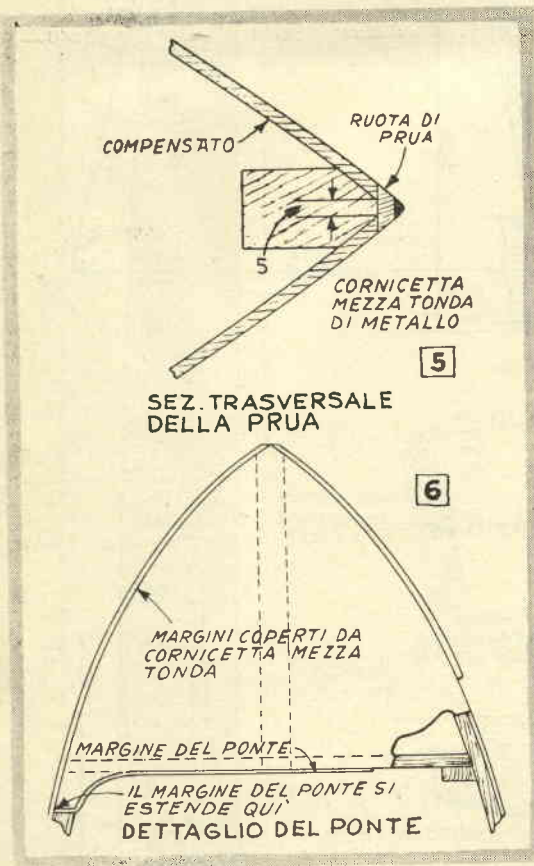 COMPENSATO
RUOTA DI
PRUA
5
CORNICETTA
MEZZA TONDA
DI METALLO
5
SEZ. TRASVERSALE
DELLA PRUA
6
MARGINI COPERTI DA
CORNICETTA MEZZA
TONDA
MARGINE DEL PONTE
IL MARGINE DEL PONTE SI
ESTENDE QUI'
DETTAGLIO DEL PONTE